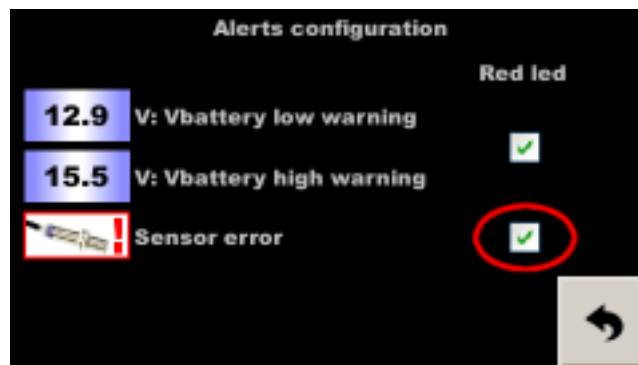 Alerts configuration
Red led
12.9 V: Vbattery low warning
15.5 V: Vbattery high warning
! Sensor error